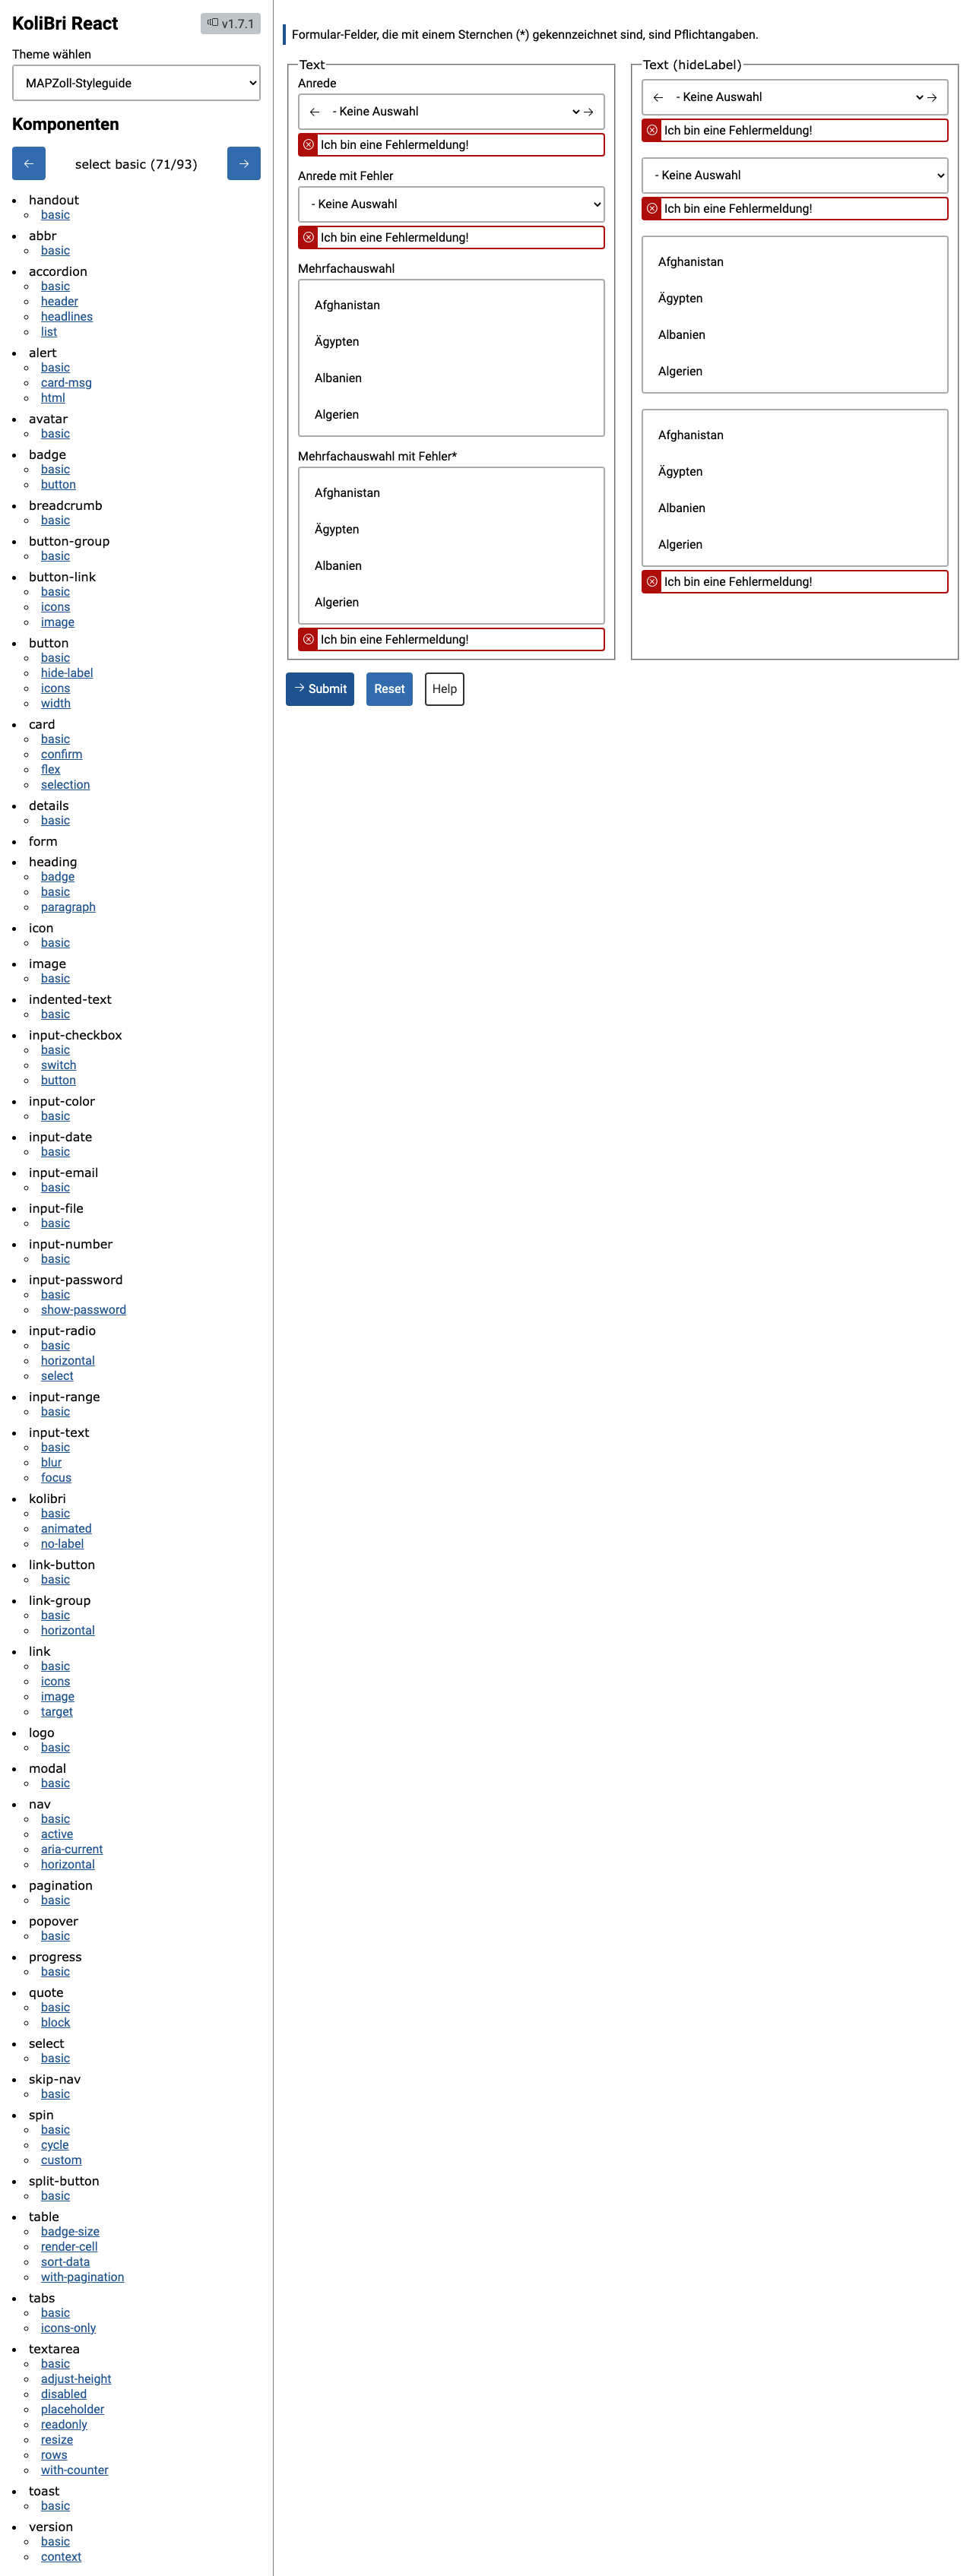 KoliBri React
v1.7.1
Theme wählen
MAPZoll-Styleguide
Komponenten
← select basic (71/93) →
handout
basic
abbr
basic
accordion
basic
header
headlines
list
alert
basic
card-msg
html
avatar
basic
badge
basic
button
breadcrumb
basic
button-group
basic
button-link
basic
icons
image
button
basic
hide-label
icons
width
card
basic
confirm
flex
selection
details
basic
form
heading
badge
basic
paragraph
icon
basic
image
basic
indented-text
basic
input-checkbox
basic
switch
button
input-color
basic
input-date
basic
input-email
basic
input-file
basic
input-number
basic
input-password
basic
show-password
input-radio
basic
horizontal
select
input-range
basic
input-text
basic
blur
focus
kolibri
basic
animated
no-label
link-button
basic
link-group
basic
horizontal
link
basic
icons
image
target
logo
basic
modal
basic
nav
basic
active
aria-current
horizontal
pagination
basic
popover
basic
progress
basic
quote
basic
block
select
basic
skip-nav
basic
spin
basic
cycle
custom
split-button
basic
table
badge-size
render-cell
sort-data
with-pagination
tabs
basic
icons-only
textarea
basic
adjust-height
disabled
placeholder
readonly
resize
rows
with-counter
toast
basic
version
basic
context
Formular-Felder, die mit einem Sternchen (*) gekennzeichnet sind, sind Pflichtangaben.
Text
Anrede
← - Keine Auswahl →
Ich bin eine Fehlermeldung!
Anrede mit Fehler
- Keine Auswahl
Ich bin eine Fehlermeldung!
Mehrfachauswahl
Afghanistan
Ägypten
Albanien
Algerien
Mehrfachauswahl mit Fehler*
Afghanistan
Ägypten
Albanien
Algerien
Ich bin eine Fehlermeldung!
Text (hideLabel)
← - Keine Auswahl →
Ich bin eine Fehlermeldung!
- Keine Auswahl
Ich bin eine Fehlermeldung!
Afghanistan
Ägypten
Albanien
Algerien
Afghanistan
Ägypten
Albanien
Algerien
Ich bin eine Fehlermeldung!
→ Submit Reset Help